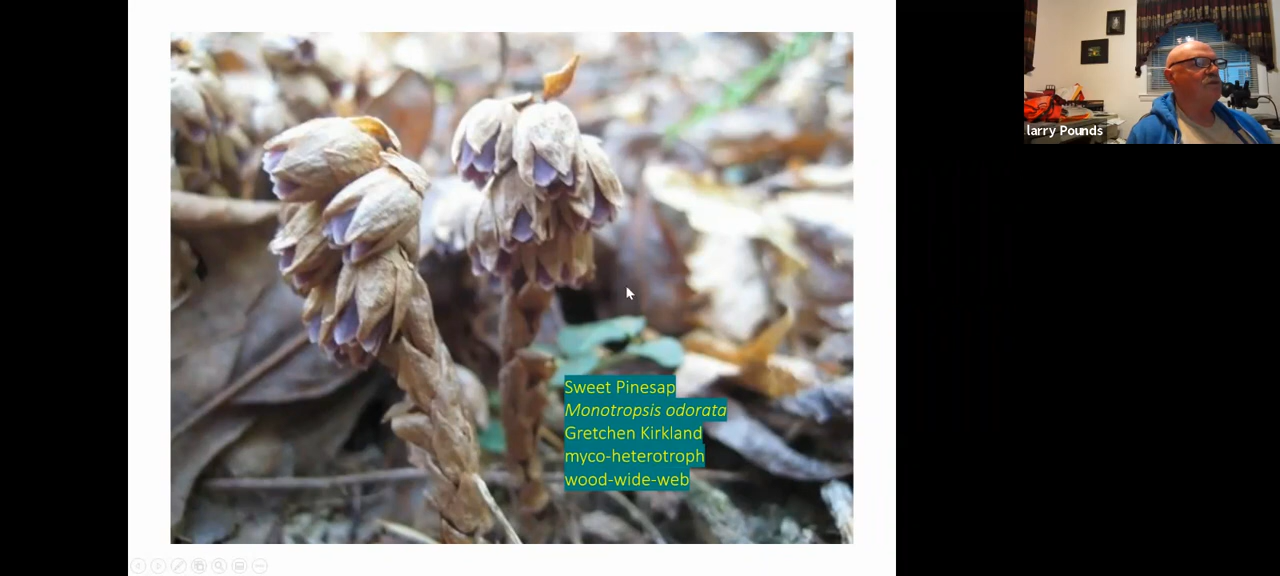 Sweet Pinesap
Monotropsis odorata
Gretchen Kirkland
myco-heterotroph
wood-wide-web
larry Pounds